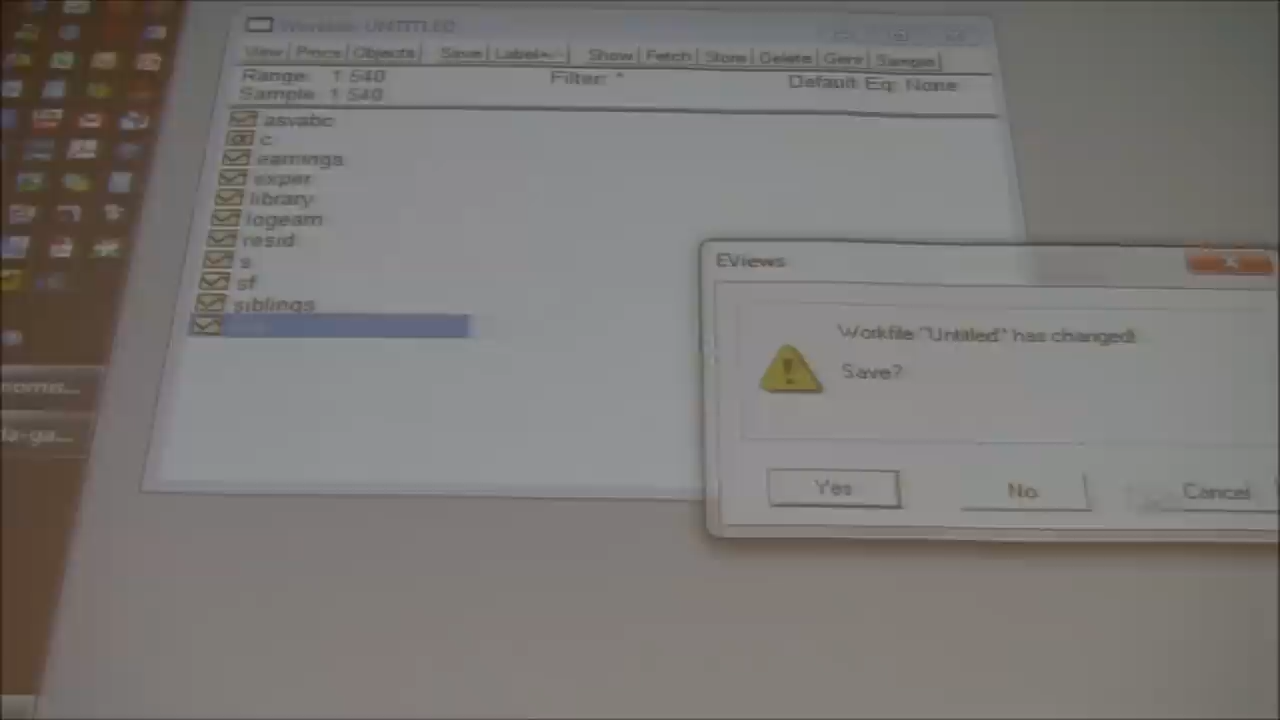 Workfile: UNTITLED
View Procs Objects Save Label+/- Show Fetch Store Delete Genr Sample
Range: 1 540 Filter: * Default Eq: None
Sample: 1 540
asvabc
c
earnings
exper
library
logearn
resid
s
sf
siblings
EViews
Workfile "Untitled" has changed!
Save?
Yes No Cancel